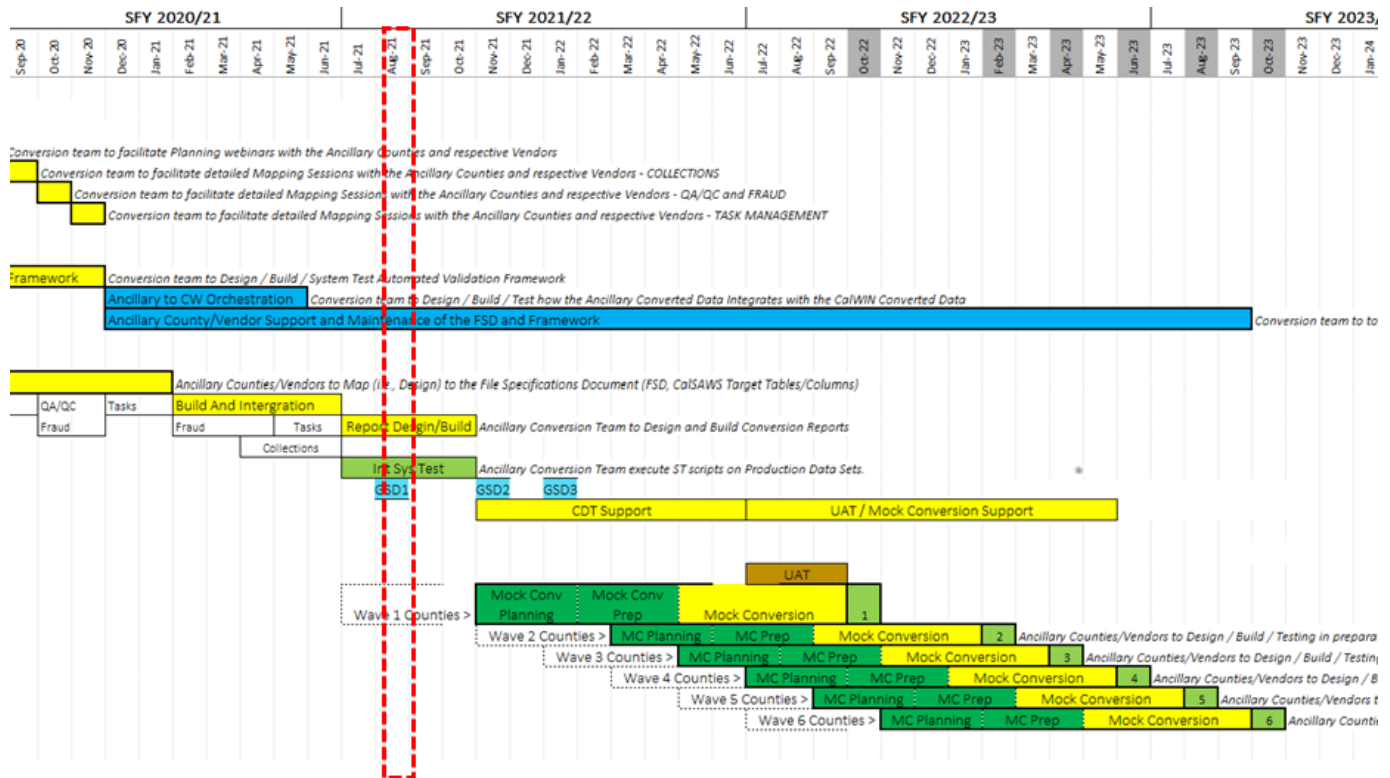 SFY 2020/21 SFY 2021/22 SFY 2022/23 SFY 2023/
Sep-20 Oct-20 Nov-20 Dec-20 Jan-21 Feb-21 Mar-21 Apr-21 May-21 Jun-21 Jul-21 Aug-21 Sep-21 Oct-21 Nov-21 Dec-21 Jan-22 Feb-22 Mar-22 Apr-22 May-22 Jun-22 Jul-22 Aug-22 Sep-22 Oct-22 Nov-22 Dec-22 Jan-23 Feb-23 Mar-23 Apr-23 May-23 Jun-23 Jul-23 Aug-23 Sep-23 Oct-23 Nov-23 Dec-23 Jan-24
Conversion team to facilitate Planning webinars with the Ancillary Counties and respective Vendors
Conversion team to facilitate detailed Mapping Sessions with the Ancillary Counties and respective Vendors - COLLECTIONS
Conversion team to facilitate detailed Mapping Sessions with the Ancillary Counties and respective Vendors - QA/QC and FRAUD
Conversion team to facilitate detailed Mapping Sessions with the Ancillary Counties and respective Vendors - TASK MANAGEMENT
Framework Conversion team to Design / Build / System Test Automated Validation Framework
Ancillary to CW Orchestration Conversion team to Design / Build / Test how the Ancillary Converted Data Integrates with the CalWIN Converted Data
Ancillary County/Vendor Support and Maintenance of the FSD and Framework Conversion team to to
Ancillary Counties/Vendors to Map (i.e., Design) to the File Specifications Document (FSD, CalSAWS Target Tables/Columns)
QA/QC Tasks Build And Intergration
Fraud Fraud Tasks Report Desgin/Build Ancillary Conversion Team to Design and Build Conversion Reports
Collections
Int Sys Test Ancillary Conversion Team execute ST scripts on Production Data Sets.
GSD1 GSD2 GSD3
CDT Support UAT / Mock Conversion Support
UAT
Mock Conv Mock Conv
Wave 1 Counties > Planning Prep Mock Conversion 1
Wave 2 Counties > MC Planning MC Prep Mock Conversion 2 Ancillary Counties/Vendors to Design / Build / Testing in prepara
Wave 3 Counties > MC Planning MC Prep Mock Conversion 3 Ancillary Counties/Vendors to Design / Build / Testing
Wave 4 Counties > MC Planning MC Prep Mock Conversion 4 Ancillary Counties/Vendors to Design / B
Wave 5 Counties > MC Planning MC Prep Mock Conversion 5 Ancillary Counties/Vendors t
Wave 6 Counties > MC Planning MC Prep Mock Conversion 6 Ancillary Counti